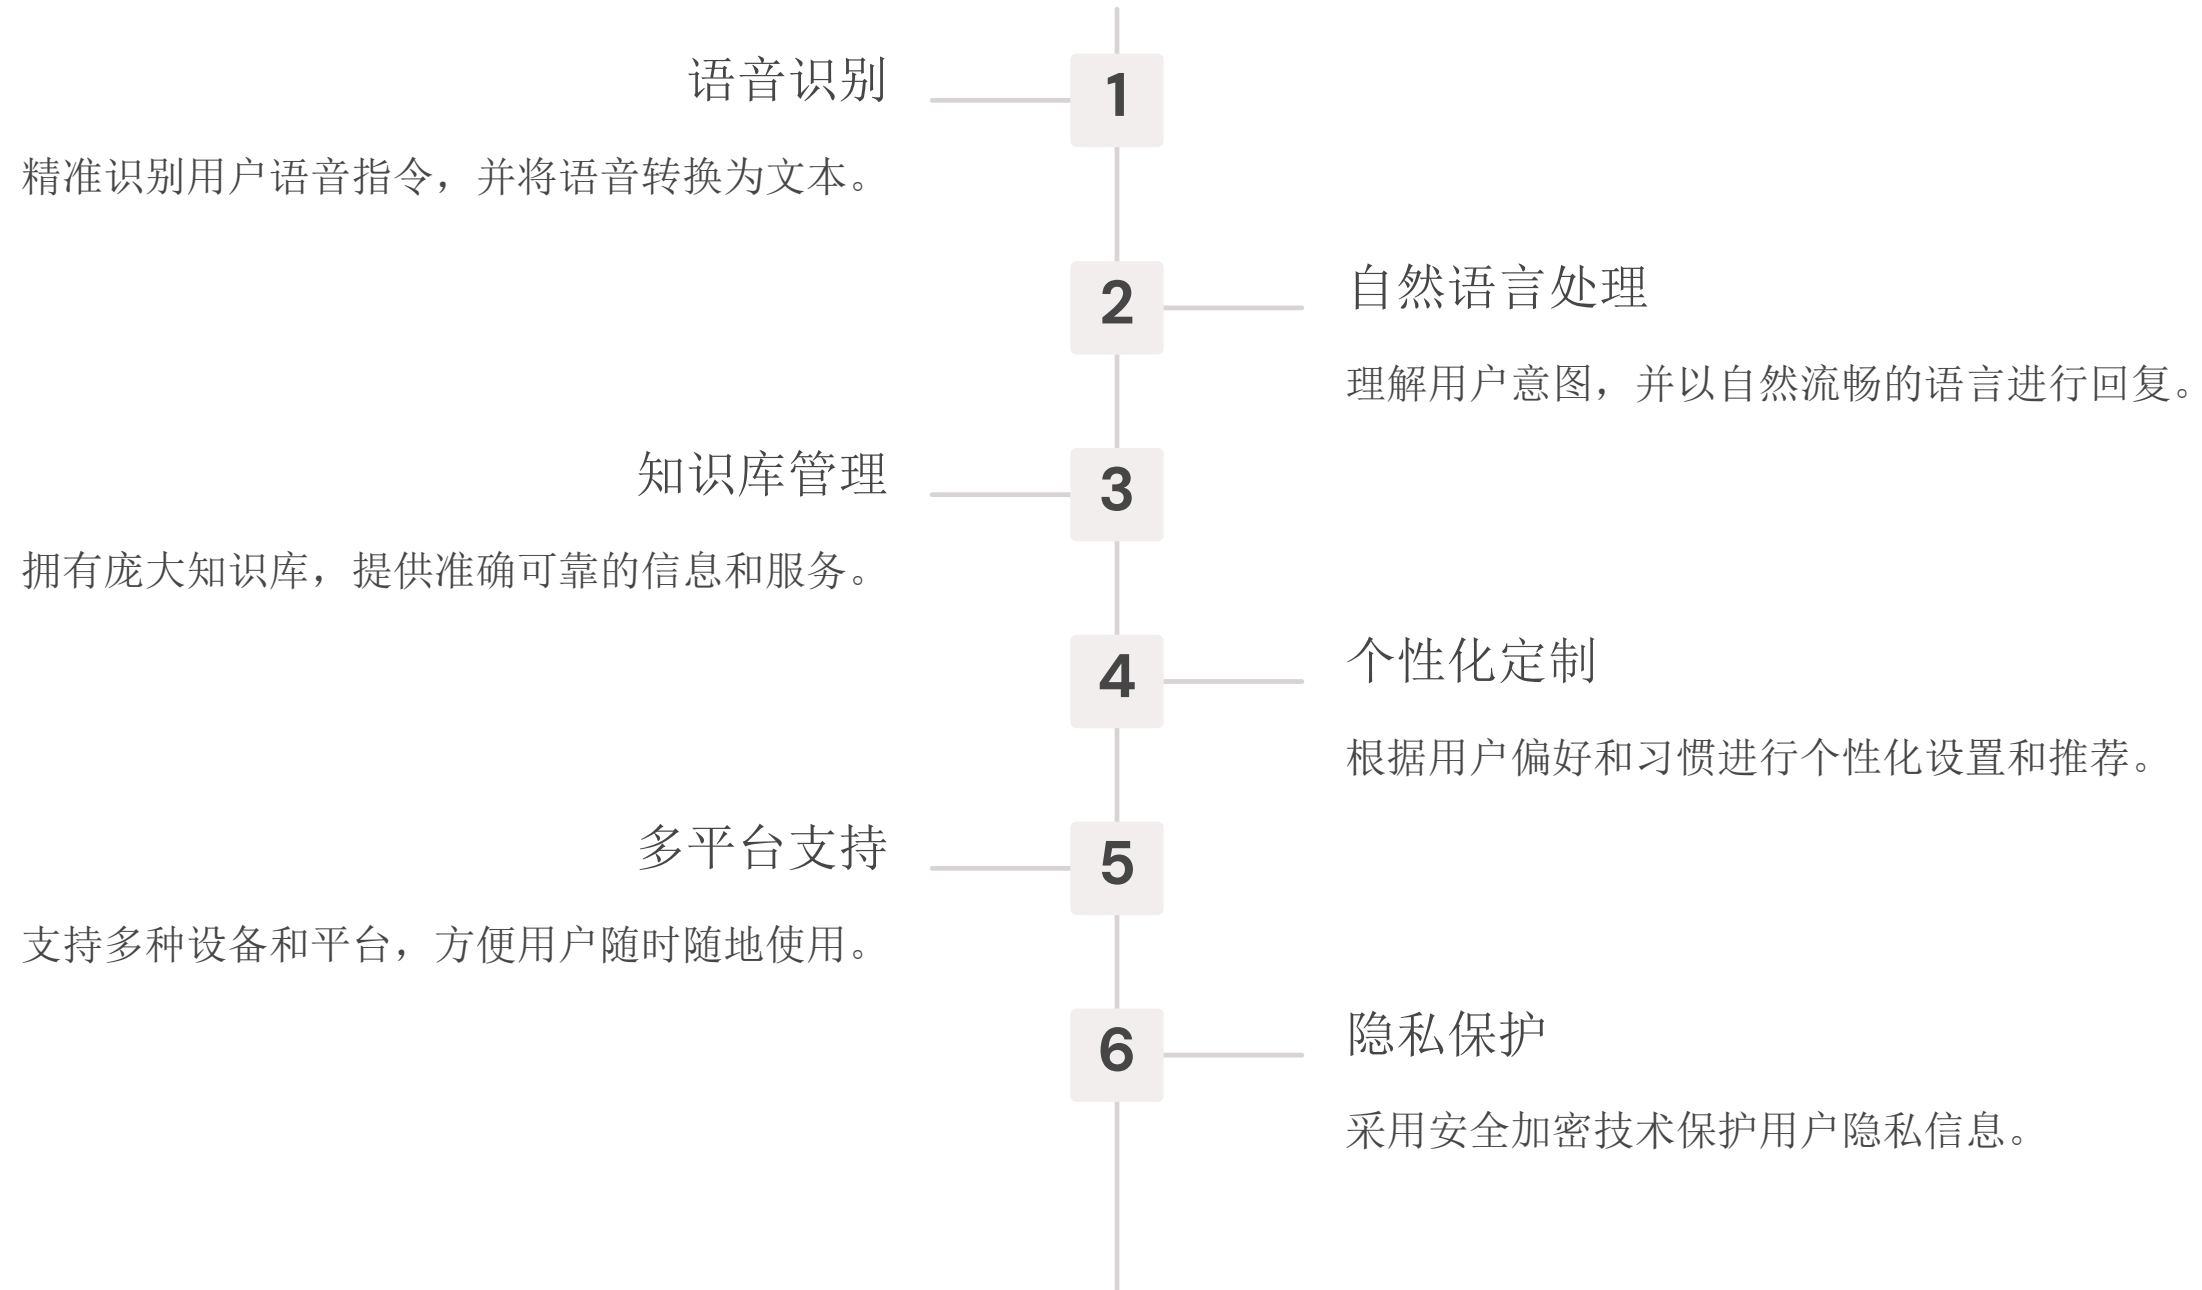 语音识别
1
精准识别用户语音指令，并将语音转换为文本。
2
自然语言处理
理解用户意图，并以自然流畅的语言进行回复。
知识库管理
3
拥有庞大知识库，提供准确可靠的信息和服务。
4
个性化定制
根据用户偏好和习惯进行个性化设置和推荐。
多平台支持
5
支持多种设备和平台，方便用户随时随地使用。
6
隐私保护
采用安全加密技术保护用户隐私信息。